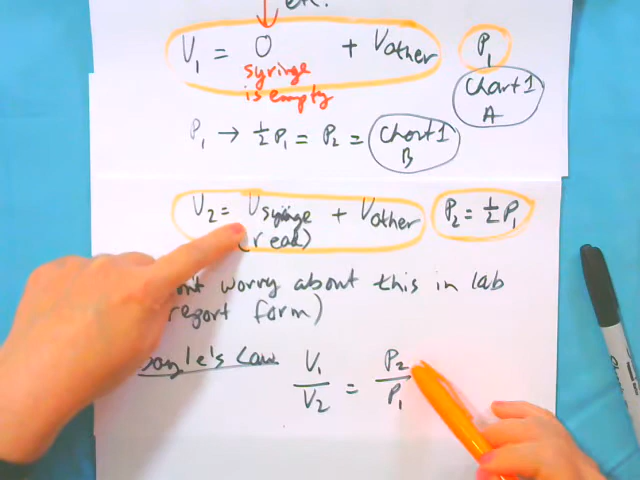 etc.
V₁ = 0 + Vother P₁
syringe
is empty
Chart 1
A
P₁ → ½P₁ = P₂ = Chart 1
B
V₂ = Vsyringe + Vother P₂ = ½P₁
(read)
worry about this in lab
report form)
Boyle's Law V₁/V₂ = P₂/P₁